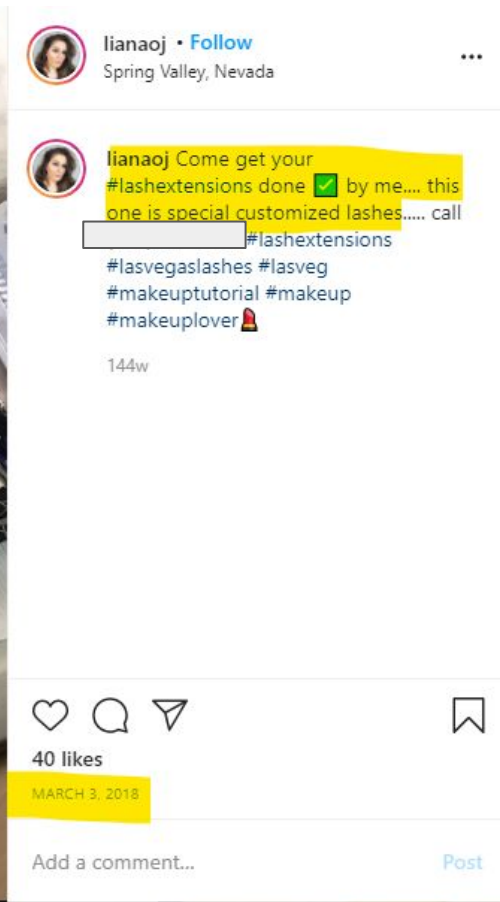 lianaoj • Follow
Spring Valley, Nevada
lianaoj Come get your
#lashextensions done ✅ by me.... this
one is special customized lashes..... call
#lashextensions
#lasvegaslashes #lasveg
#makeuptutorial #makeup
#makeuplover💄
144w
40 likes
MARCH 3, 2018
Add a comment...
Post